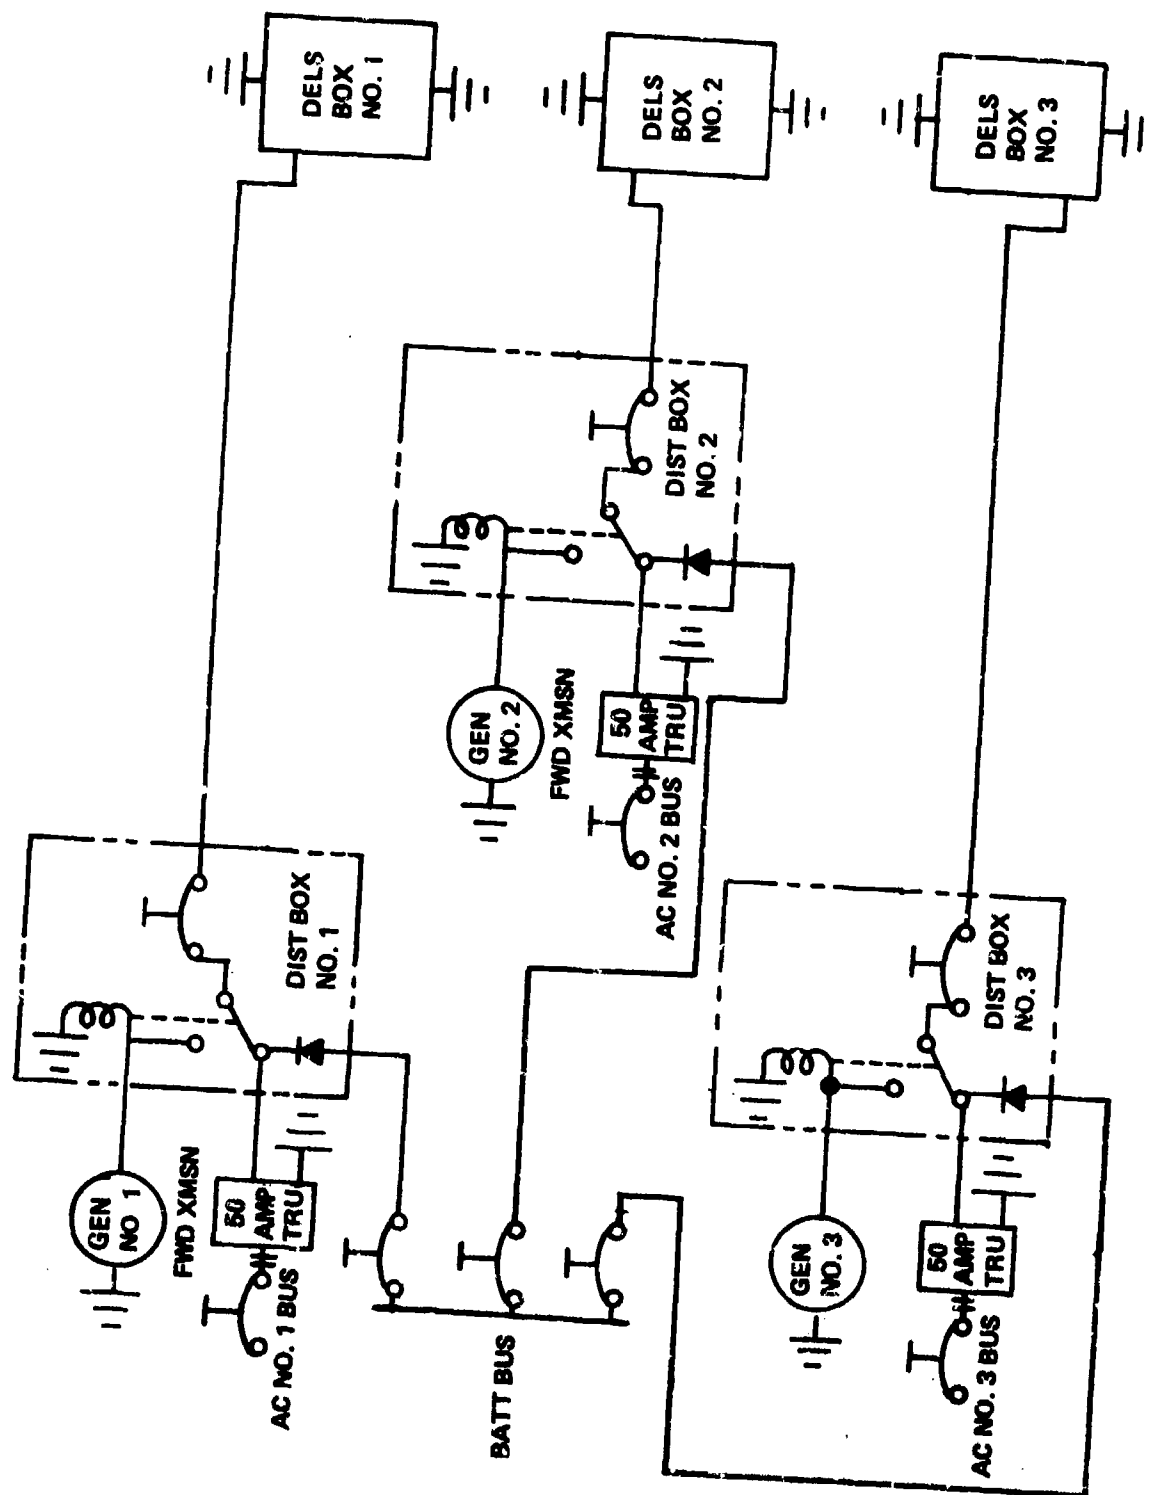 DELS
BOX
NO. 1
DELS
BOX
NO. 2
DELS
BOX
NO. 3
DIST BOX
NO. 1
DIST BOX
NO. 2
DIST BOX
NO. 3
GEN
NO 1
FWD XMSN
50
AMP
TRU
AC NO. 1 BUS
GEN
NO. 2
FWD XMSN
50
AMP
TRU
AC NO. 2 BUS
BATT BUS
GEN
NO. 3
50
AMP
TRU
AC NO. 3 BUS